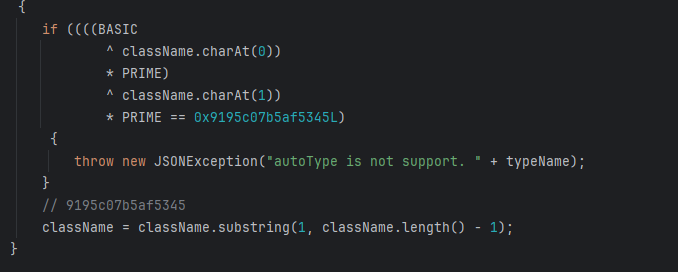 {
if ((((BASIC
^ className.charAt(0))
* PRIME)
^ className.charAt(1))
* PRIME == 0x9195c07b5af5345L)
{
throw new JSONException("autoType is not support. " + typeName);
}
// 9195c07b5af5345
className = className.substring(1, className.length() - 1);
}